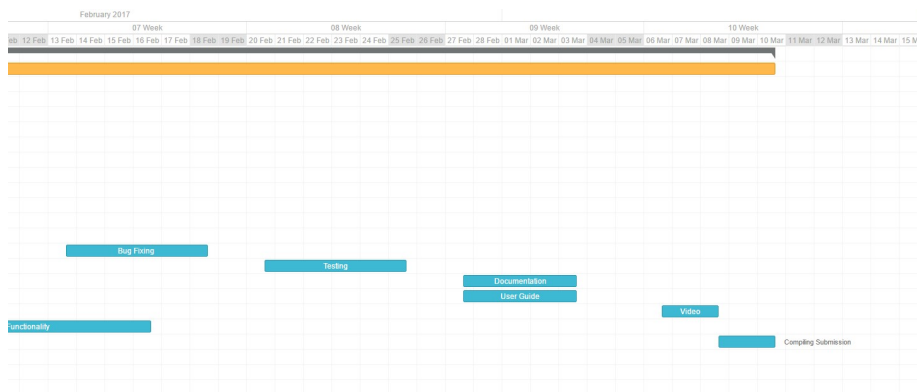 February 2017
07 Week 08 Week 09 Week 10 Week
eb 12 Feb 13 Feb 14 Feb 15 Feb 16 Feb 17 Feb 18 Feb 19 Feb 20 Feb 21 Feb 22 Feb 23 Feb 24 Feb 25 Feb 26 Feb 27 Feb 28 Feb 01 Mar 02 Mar 03 Mar 04 Mar 05 Mar 06 Mar 07 Mar 08 Mar 09 Mar 10 Mar 11 Mar 12 Mar 13 Mar 14 Mar 15 M
Bug Fixing
Testing
Documentation
User Guide
Video
Functionality
Compiling Submission